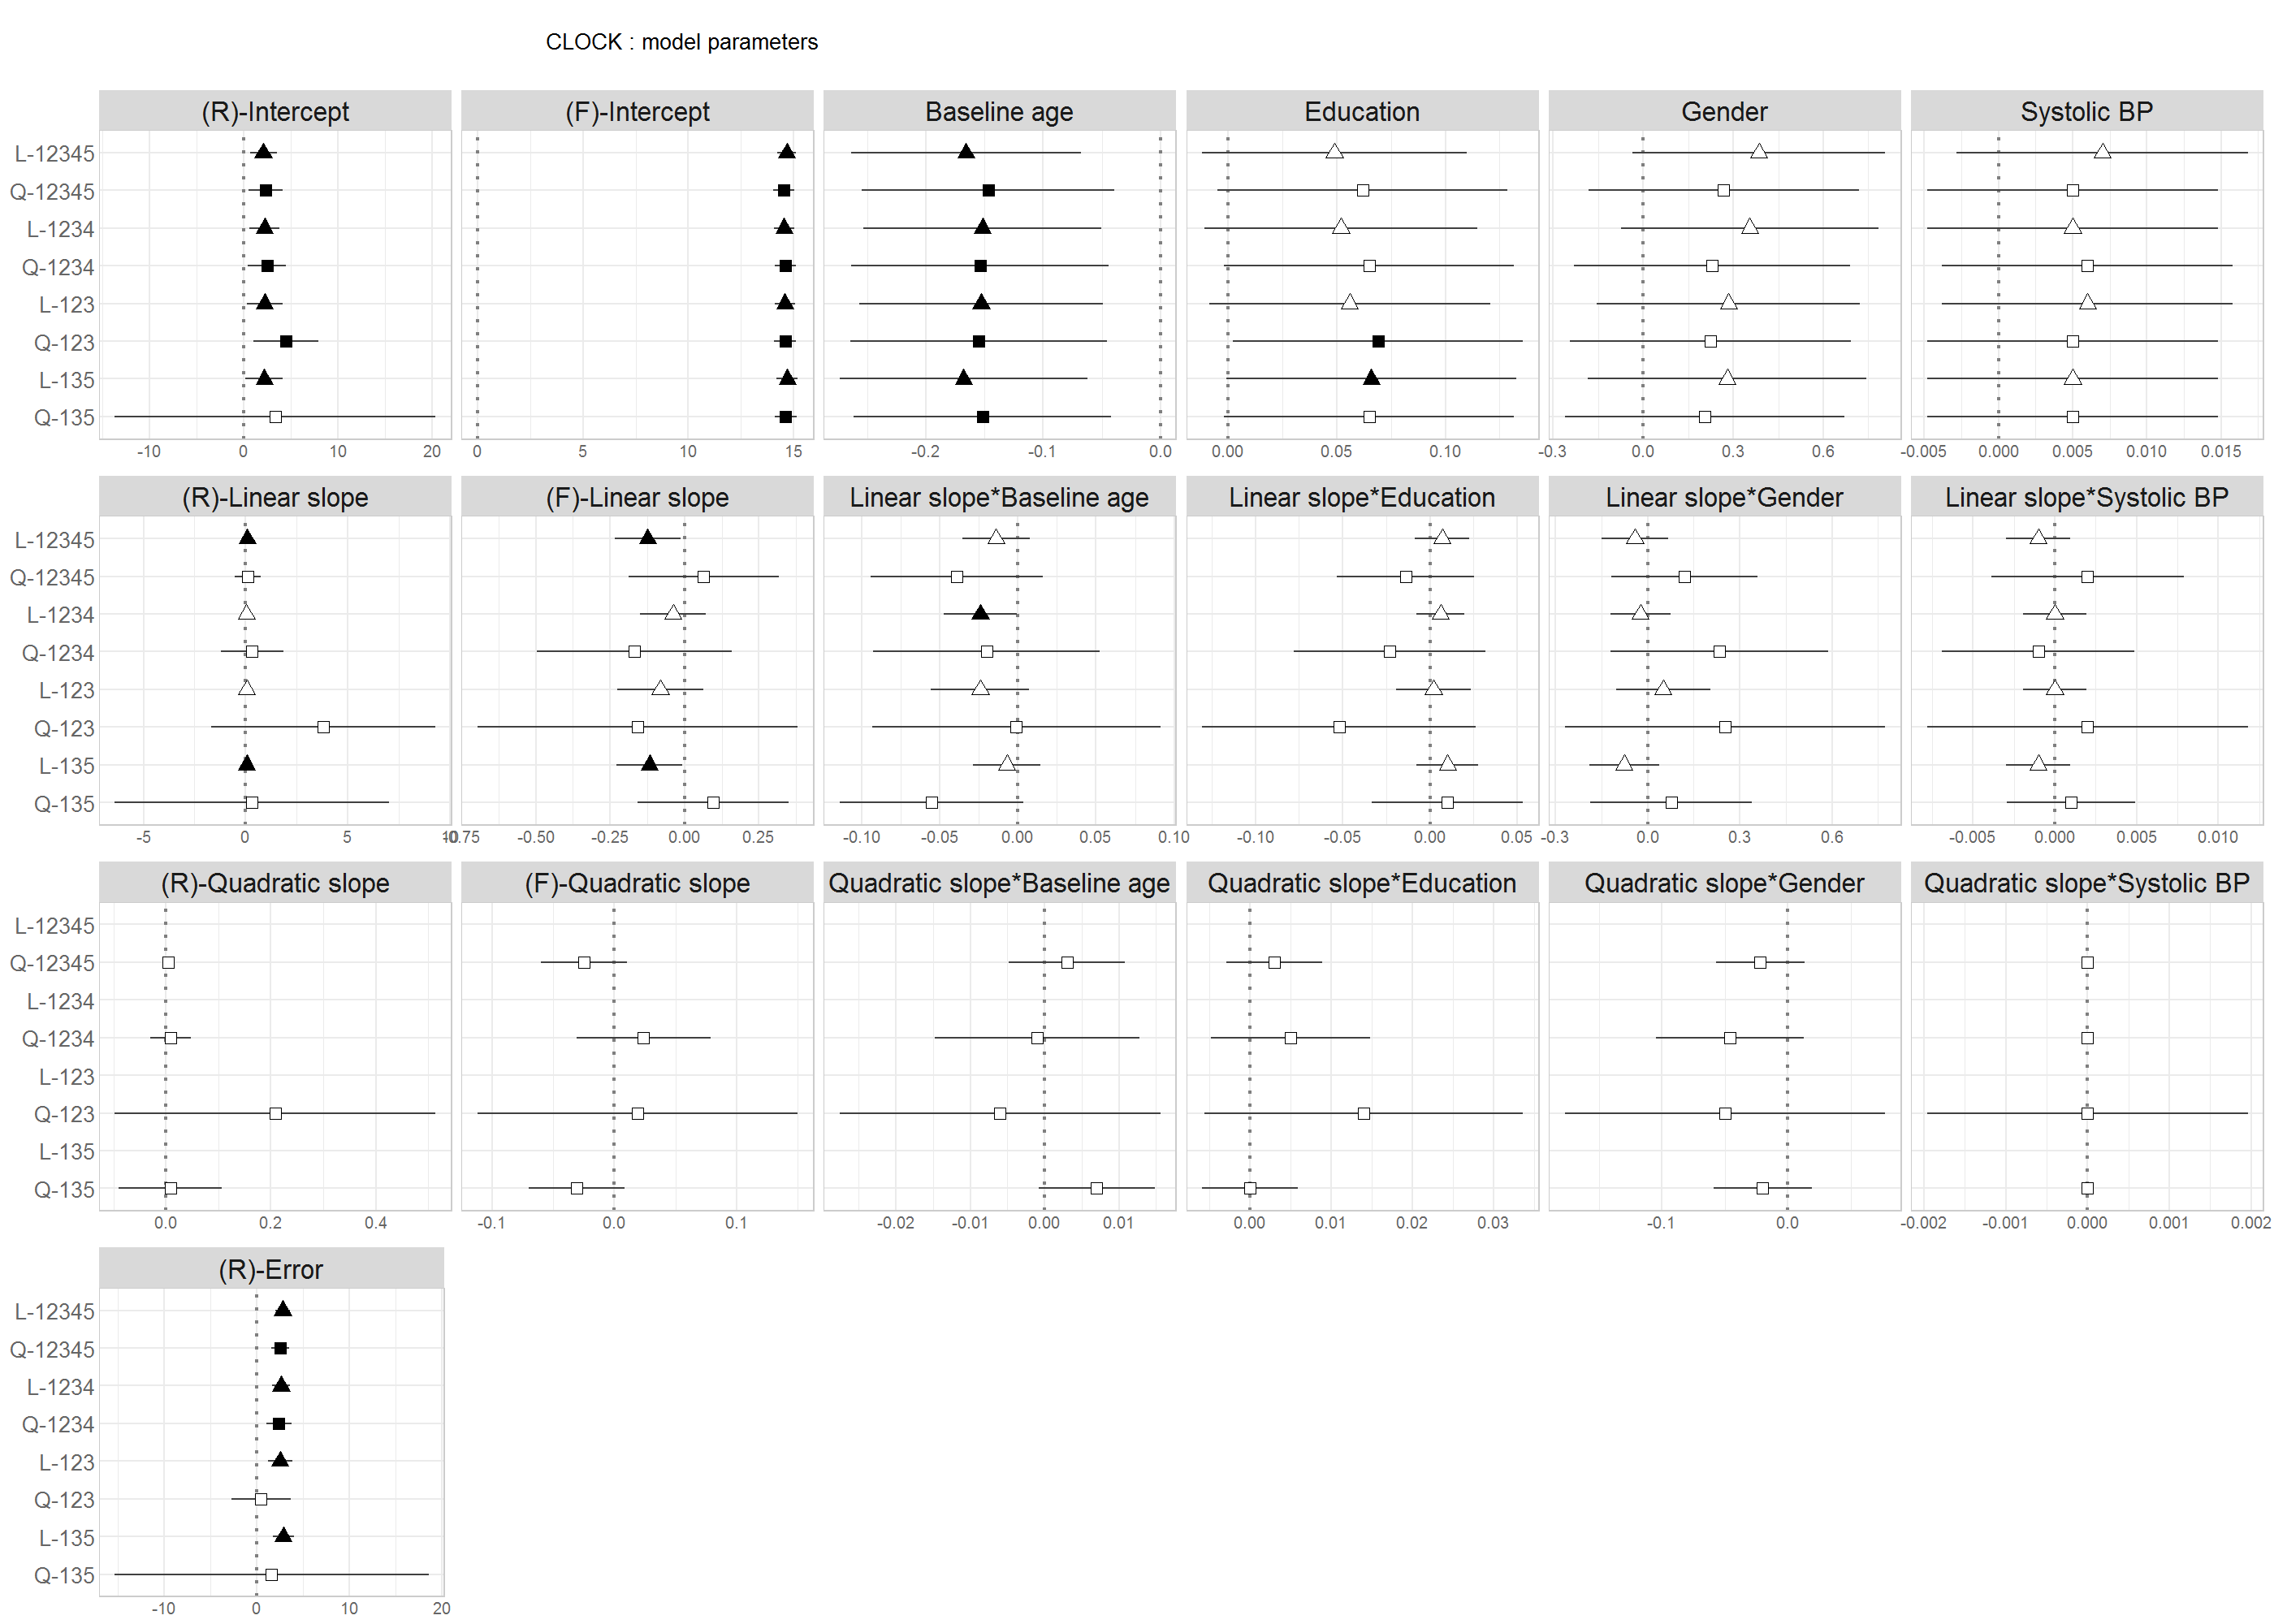 CLOCK : model parameters
(R)-Intercept (F)-Intercept Baseline age Education Gender Systolic BP
L-12345
Q-12345
L-1234
Q-1234
L-123
Q-123
L-135
Q-135
-10 0 10 20 0 5 10 15 -0.2 -0.1 0.0 0.00 0.05 0.10 -0.3 0.0 0.3 0.6 -0.005 0.000 0.005 0.010 0.015
(R)-Linear slope (F)-Linear slope Linear slope*Baseline age Linear slope*Education Linear slope*Gender Linear slope*Systolic BP
L-12345
Q-12345
L-1234
Q-1234
L-123
Q-123
L-135
Q-135
-5 0 5 10 -0.75 -0.50 -0.25 0.00 0.25 -0.10 -0.05 0.00 0.05 0.10 -0.10 -0.05 0.00 0.05 -0.3 0.0 0.3 0.6 -0.005 0.000 0.005 0.010
(R)-Quadratic slope (F)-Quadratic slope Quadratic slope*Baseline age Quadratic slope*Education Quadratic slope*Gender Quadratic slope*Systolic BP
L-12345
Q-12345
L-1234
Q-1234
L-123
Q-123
L-135
Q-135
0.0 0.2 0.4 -0.1 0.0 0.1 -0.02 -0.01 0.00 0.01 0.00 0.01 0.02 0.03 -0.1 0.0 -0.002 -0.001 0.000 0.001 0.002
(R)-Error
L-12345
Q-12345
L-1234
Q-1234
L-123
Q-123
L-135
Q-135
-10 0 10 20